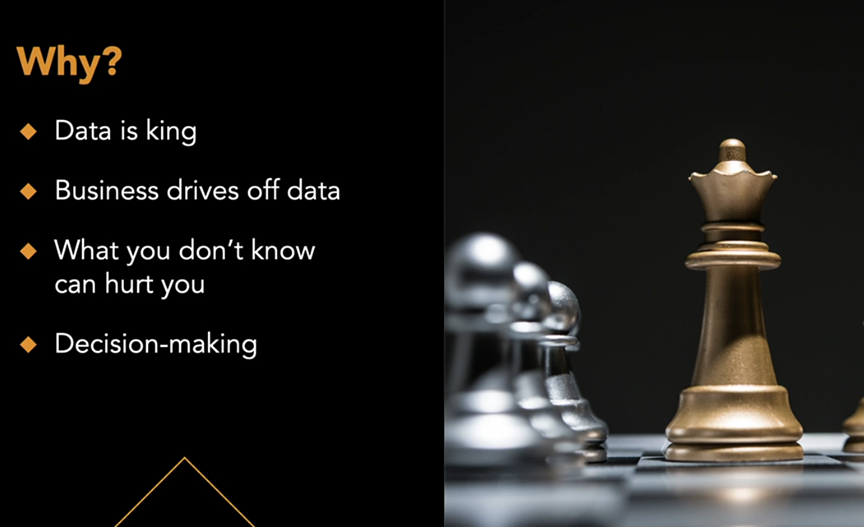 Why?
Data is king
Business drives off data
What you don’t know
can hurt you
Decision-making